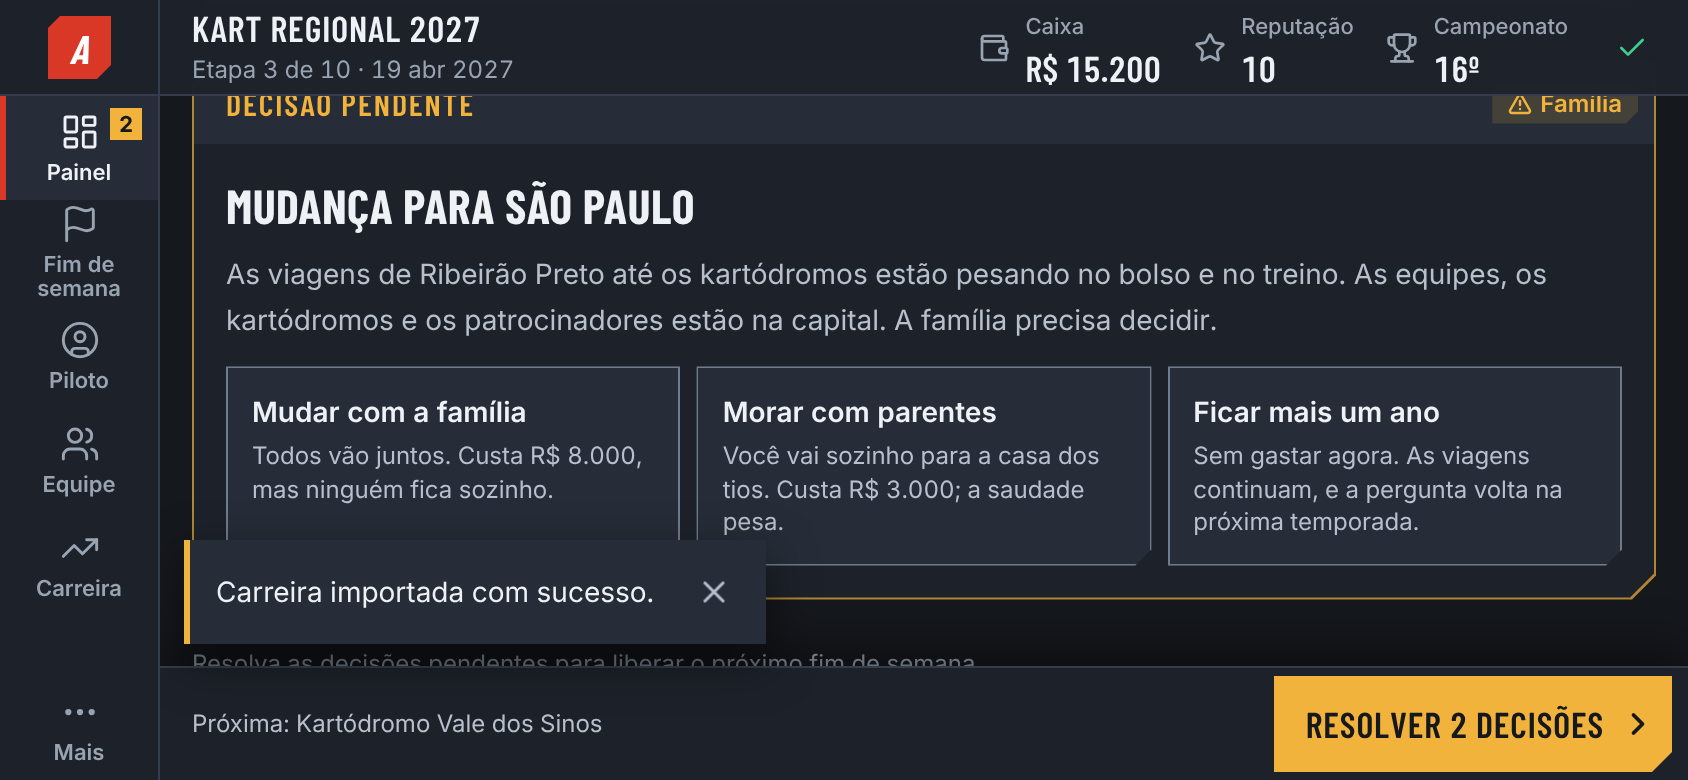 A
KART REGIONAL 2027
Etapa 3 de 10 · 19 abr 2027
Caixa
R$ 15.200
Reputação
10
Campeonato
16º
2
Painel
Fim de
semana
Piloto
Equipe
Carreira
Mais
DECISÃO PENDENTE
Família
MUDANÇA PARA SÃO PAULO
As viagens de Ribeirão Preto até os kartódromos estão pesando no bolso e no treino. As equipes, os
kartódromos e os patrocinadores estão na capital. A família precisa decidir.
Mudar com a família
Todos vão juntos. Custa R$ 8.000,
mas ninguém fica sozinho.
Morar com parentes
Você vai sozinho para a casa dos
tios. Custa R$ 3.000; a saudade
pesa.
Ficar mais um ano
Sem gastar agora. As viagens
continuam, e a pergunta volta na
próxima temporada.
Carreira importada com sucesso.
Resolva as decisões pendentes para liberar o próximo fim de semana
Próxima: Kartódromo Vale dos Sinos
RESOLVER 2 DECISÕES